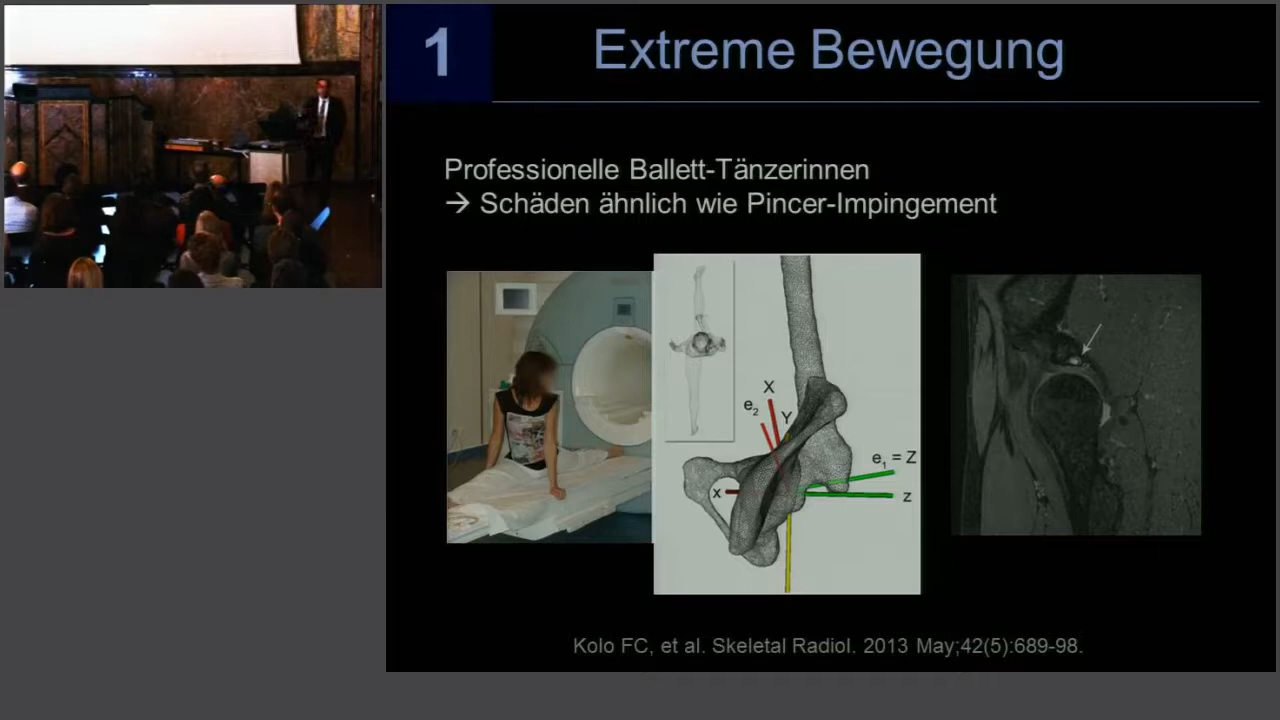 1
Extreme Bewegung
Professionelle Ballett-Tänzerinnen
→ Schäden ähnlich wie Pincer-Impingement
X
e2
Y
e1 = Z
x
z
Kolo FC, et al. Skeletal Radiol. 2013 May;42(5):689-98.